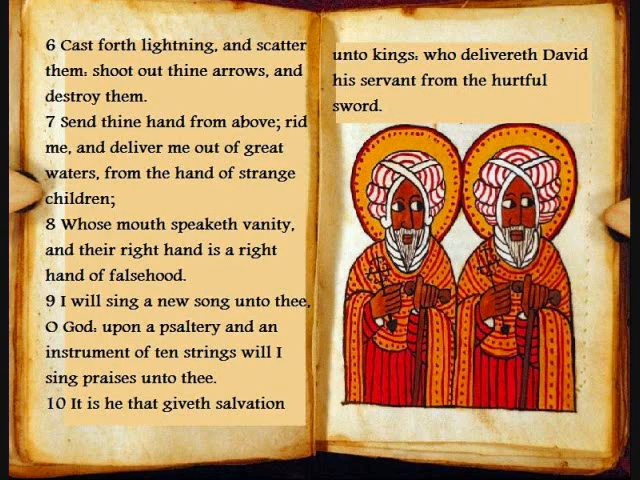 6 Cast forth lightning, and scatter
them: shoot out thine arrows, and
destroy them.
7 Send thine hand from above; rid
me, and deliver me out of great
waters, from the hand of strange
children;
8 Whose mouth speaketh vanity,
and their right hand is a right
hand of falsehood.
9 I will sing a new song unto thee,
O God: upon a psaltery and an
instrument of ten strings will I
sing praises unto thee.
10 It is he that giveth salvation
unto kings: who delivereth David
his servant from the hurtful
sword.